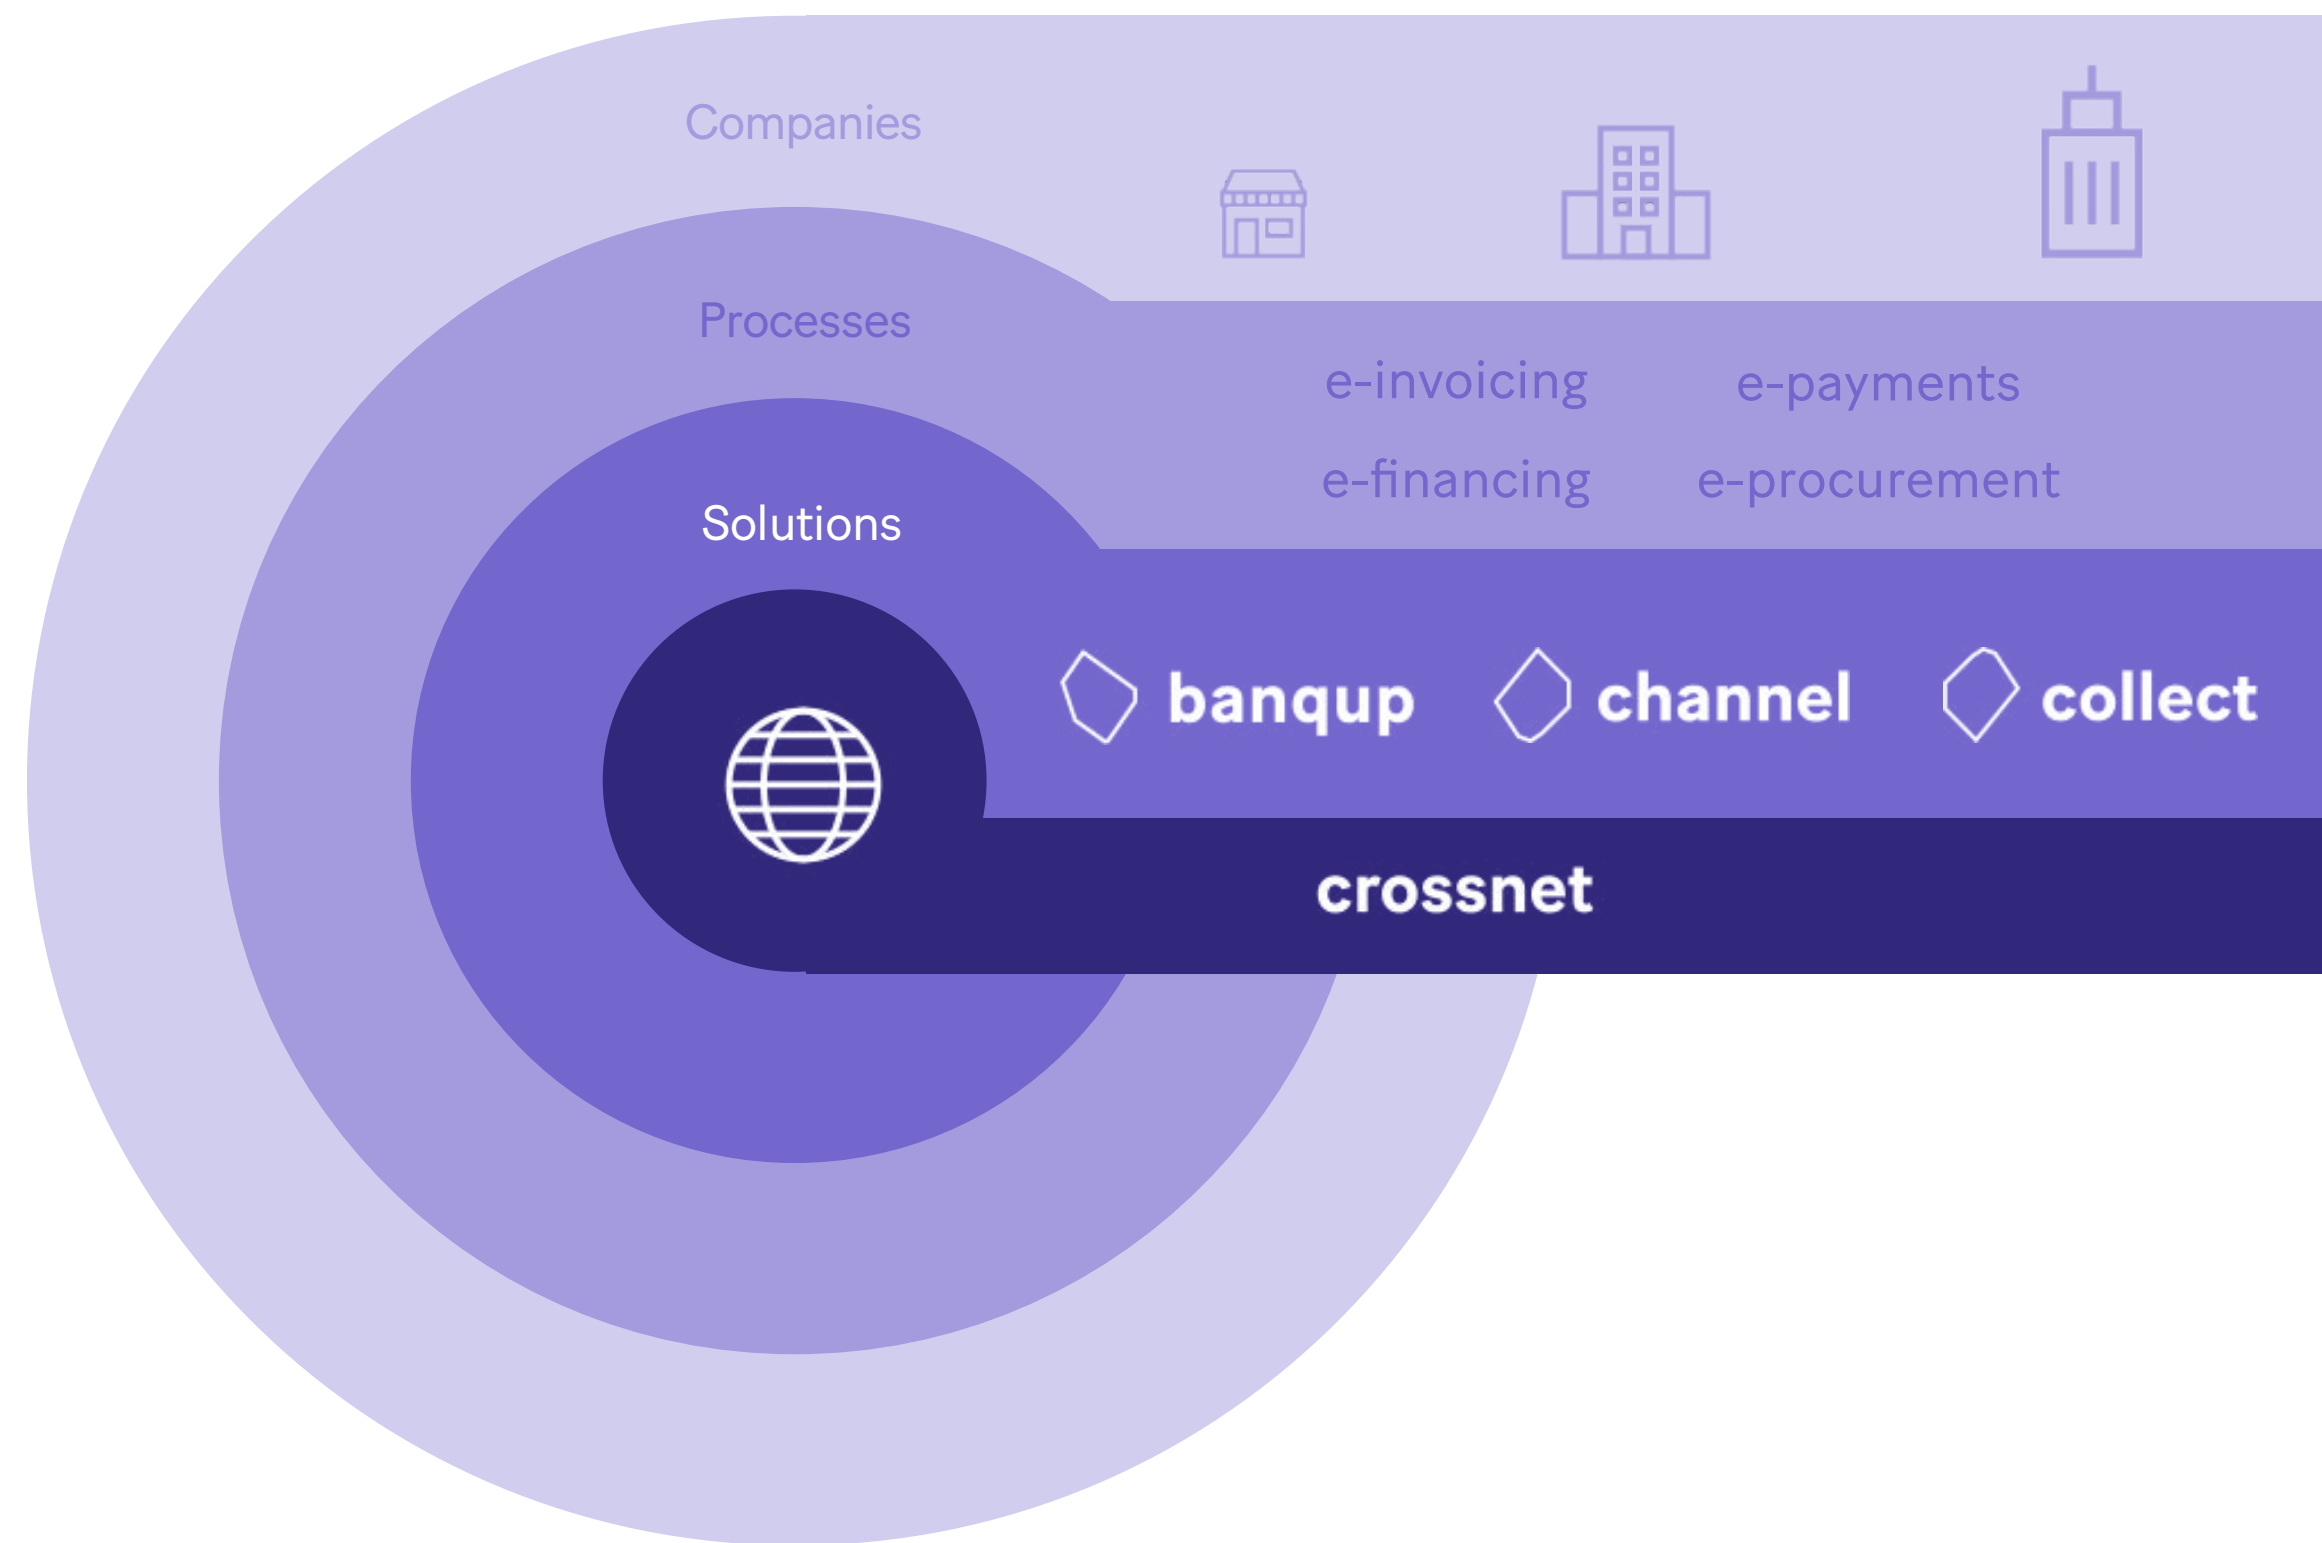 Companies
Processes
e-invoicing e-payments
e-financing e-procurement
Solutions
banqup channel collect
crossnet